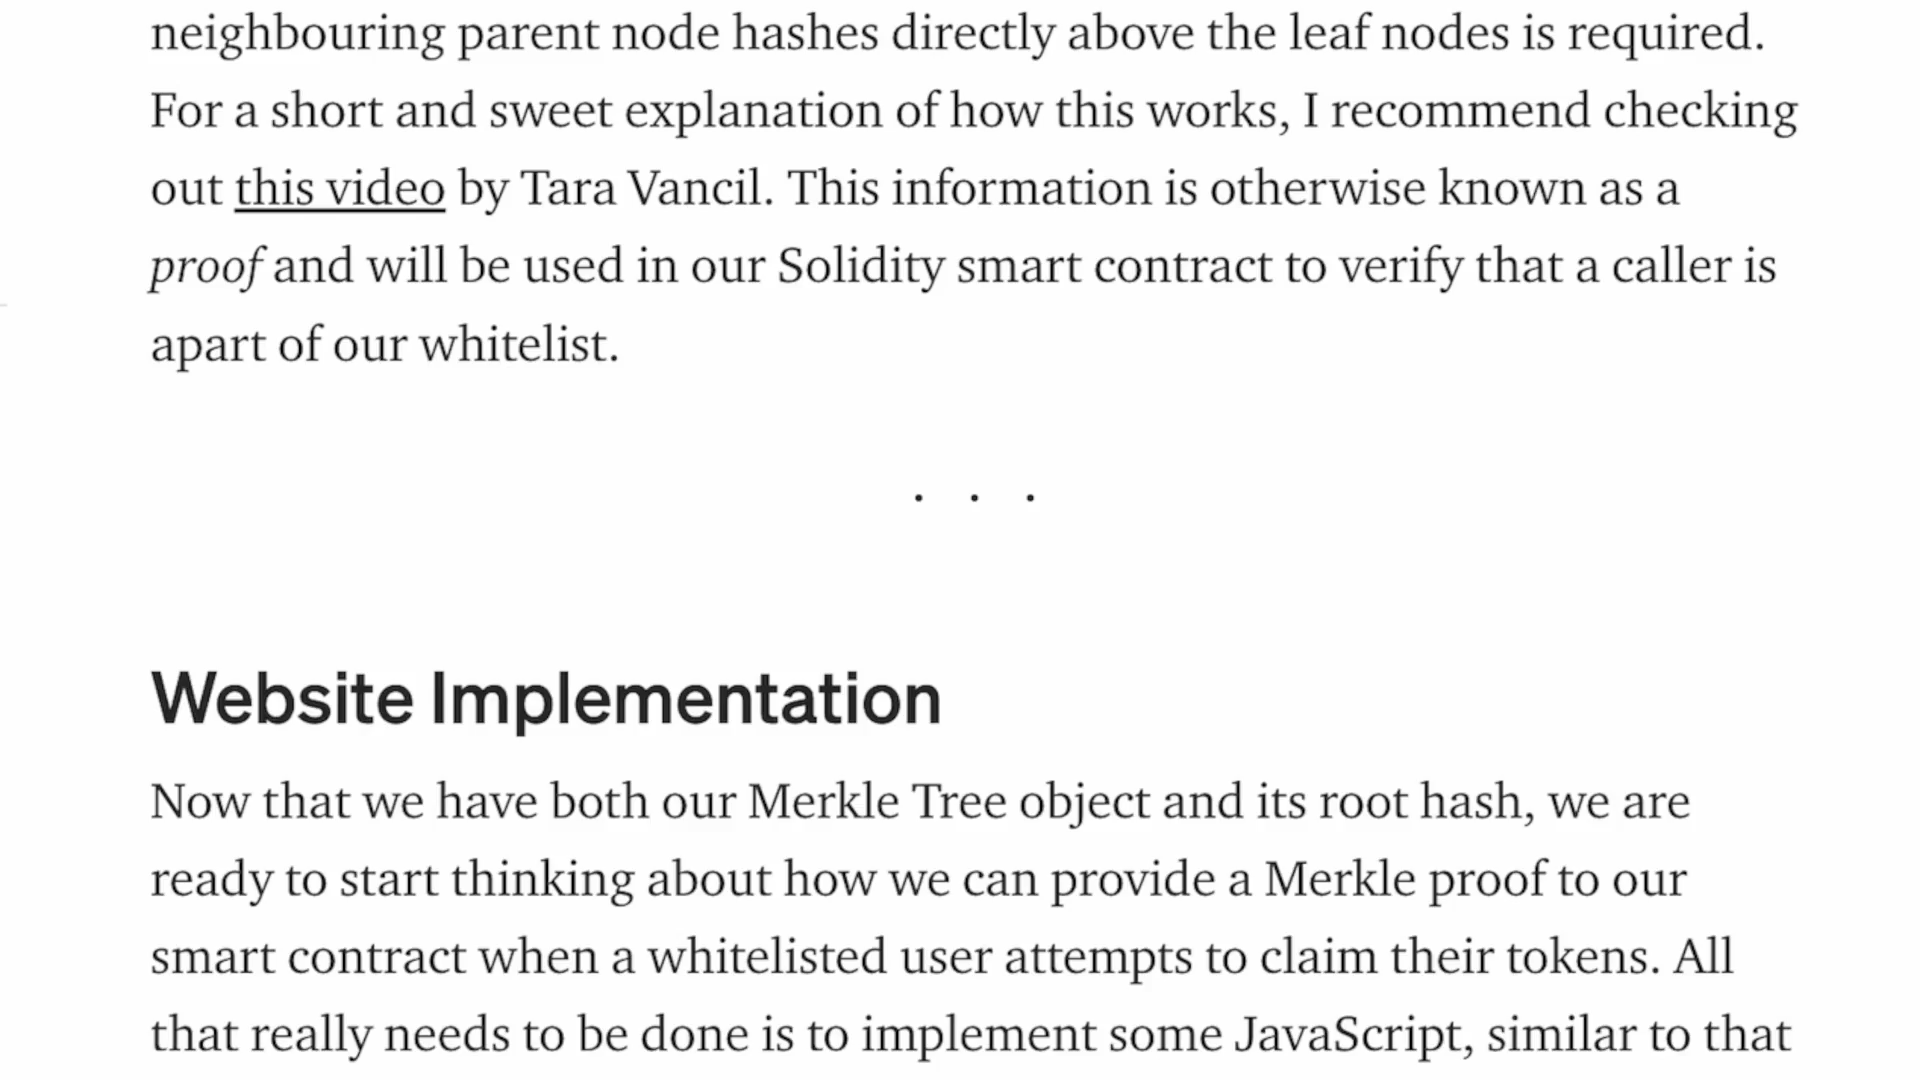 neighbouring parent node hashes directly above the leaf nodes is required.
For a short and sweet explanation of how this works, I recommend checking
out this video by Tara Vancil. This information is otherwise known as a
proof and will be used in our Solidity smart contract to verify that a caller is
apart of our whitelist.
. . .
Website Implementation
Now that we have both our Merkle Tree object and its root hash, we are
ready to start thinking about how we can provide a Merkle proof to our
smart contract when a whitelisted user attempts to claim their tokens. All
that really needs to be done is to implement some JavaScript, similar to that